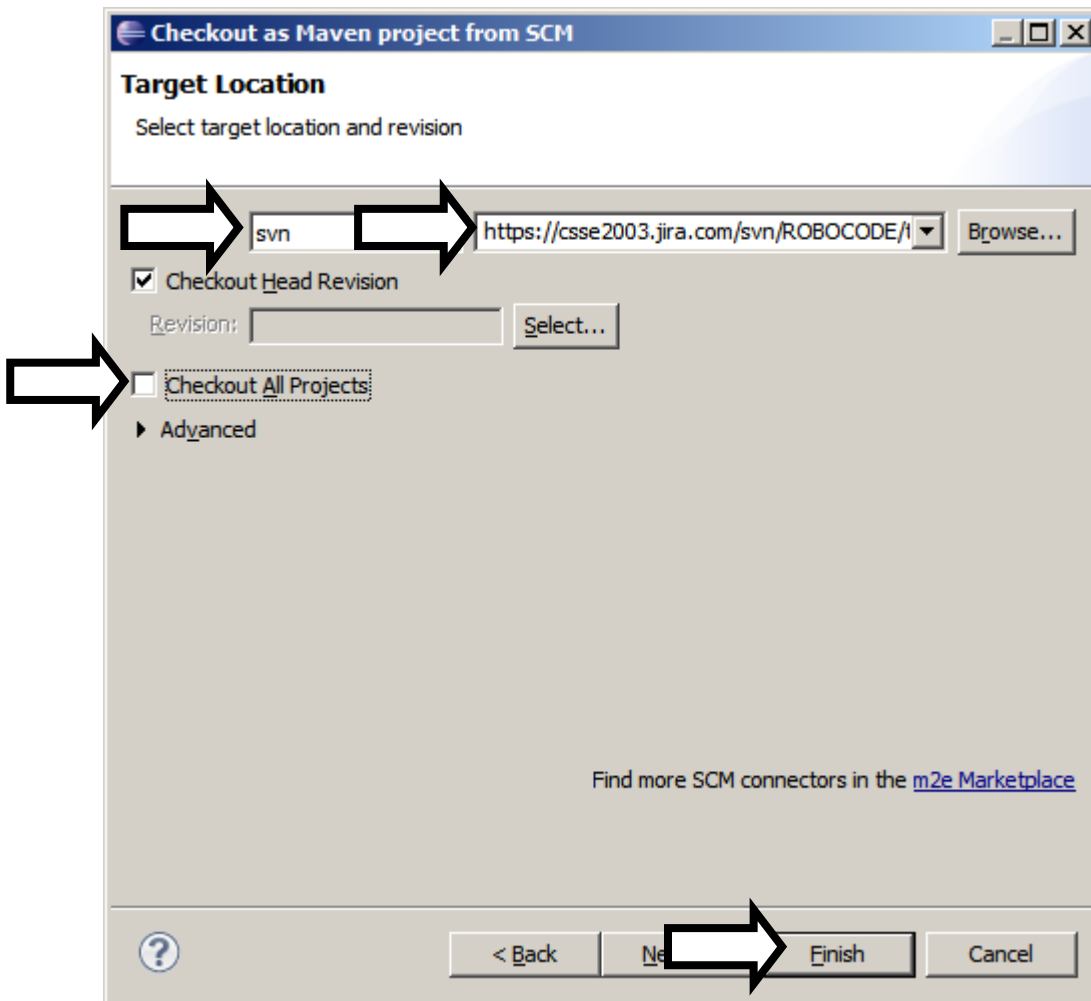 Checkout as Maven project from SCM
Target Location
Select target location and revision
svn https://csse2003.jira.com/svn/ROBOCODE/t Browse...
Checkout Head Revision
Revision: Select...
Checkout All Projects
Advanced
Find more SCM connectors in the m2e Marketplace
? < Back Ne Finish Cancel